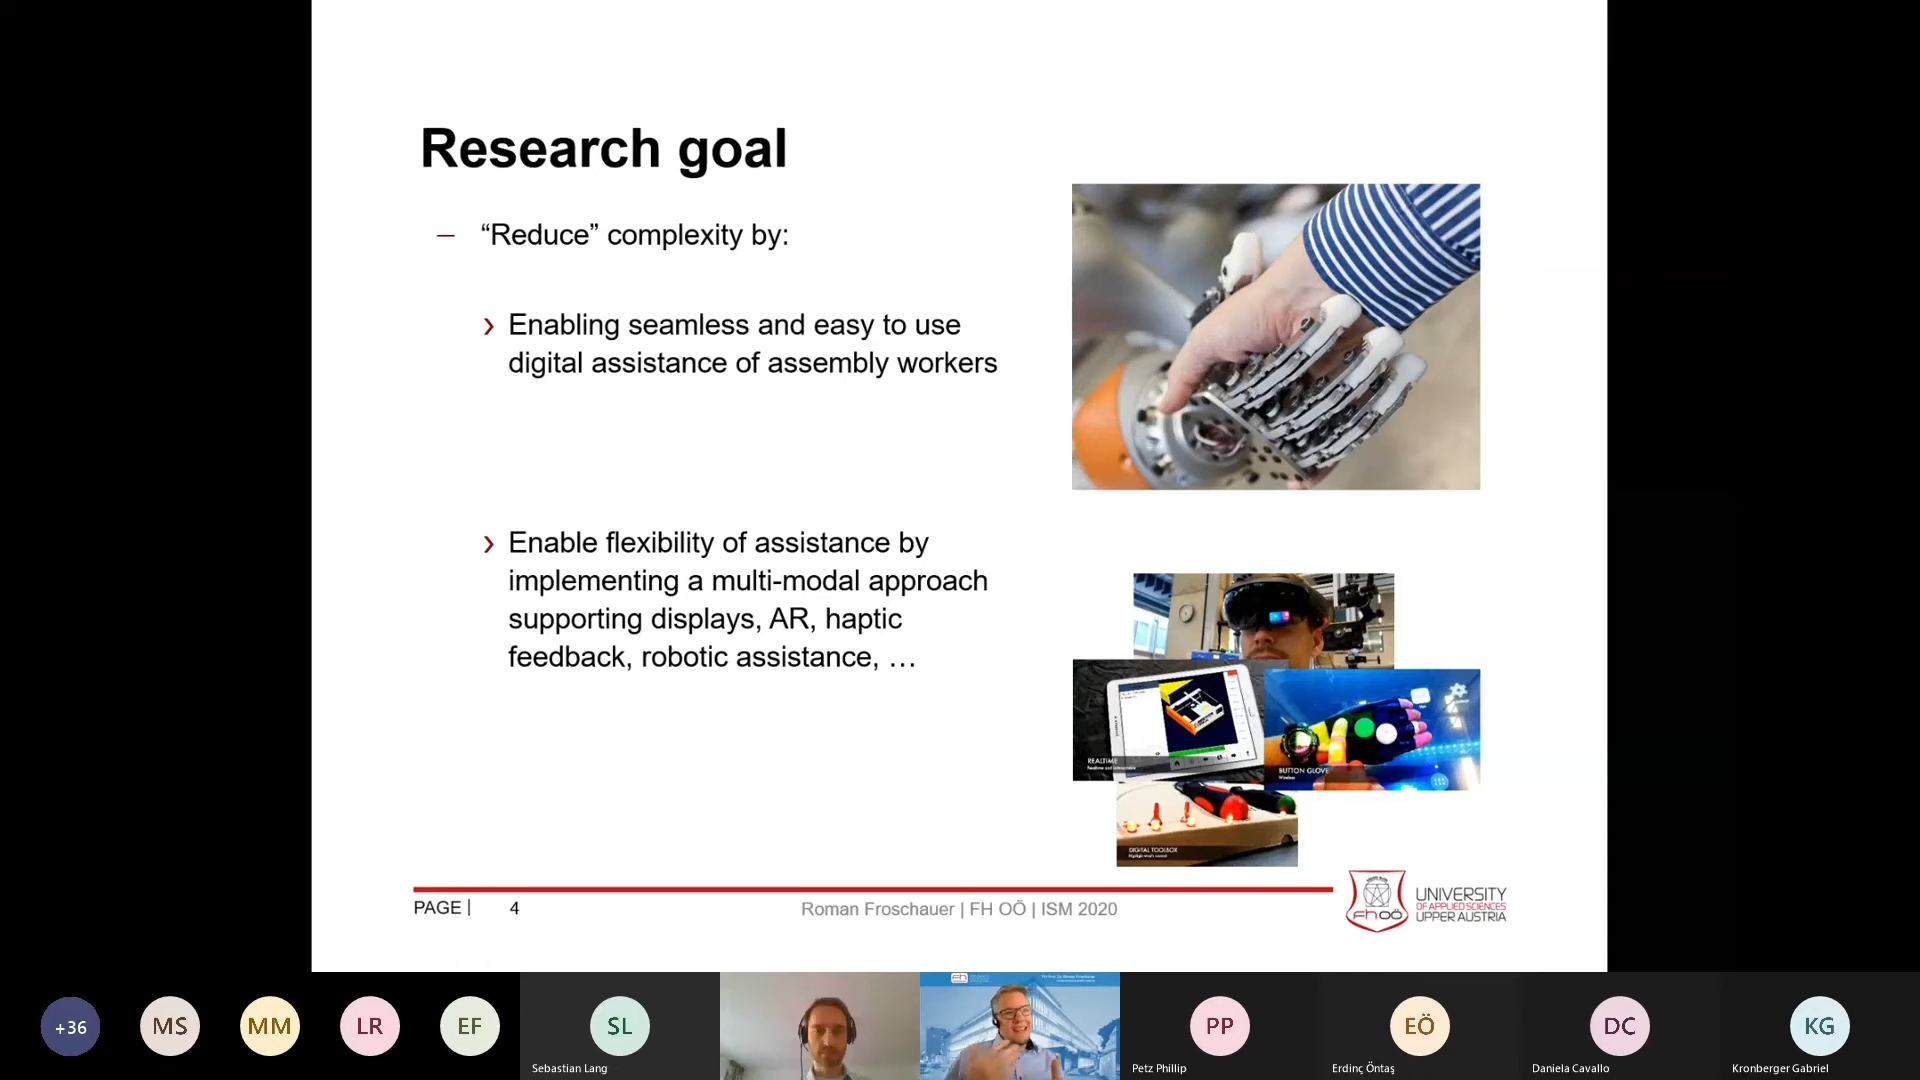 Research goal
– “Reduce” complexity by:
› Enabling seamless and easy to use
digital assistance of assembly workers
› Enable flexibility of assistance by
implementing a multi-modal approach
supporting displays, AR, haptic
feedback, robotic assistance, …
REALTIME
BUTTON GLOVE
Wireless
DIGITAL TOOLBOX
PAGE | 4
Roman Froschauer | FH OÖ | ISM 2020
fh oö
UNIVERSITY
OF APPLIED SCIENCES
UPPER AUSTRIA
+36
MS
MM
LR
EF
SL
Sebastian Lang
PP
Petz Phillip
EÖ
Erdinç Öntaş
DC
Daniela Cavallo
KG
Kronberger Gabriel